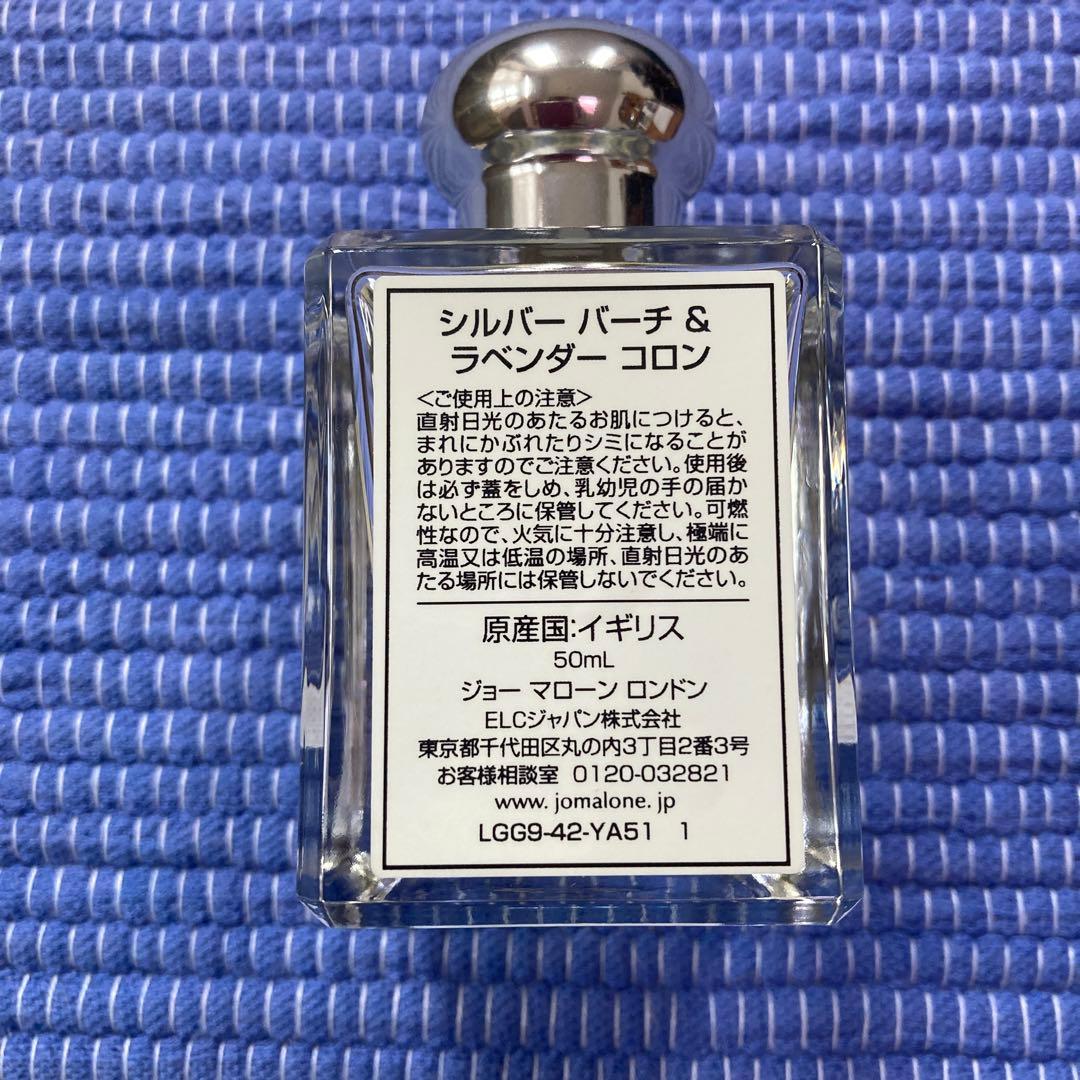 シルバー バーチ &
ラベンダー コロン
<ご使用上の注意>
直射日光のあたるお肌につけると、
まれにかぶれたりシミになることが
ありますのでご注意ください。使用後
は必ず蓋をしめ、乳幼児の手の届か
ないところに保管してください。可燃
性なので、火気に十分注意し、極端に
高温又は低温の場所、直射日光のあ
たる場所には保管しないでください。
原産国:イギリス
50mL
ジョー マローン ロンドン
ELCジャパン株式会社
東京都千代田区丸の内3丁目2番3号
お客様相談室 0120-032821
www.jomalone.jp
LGG9-42-YA51 1